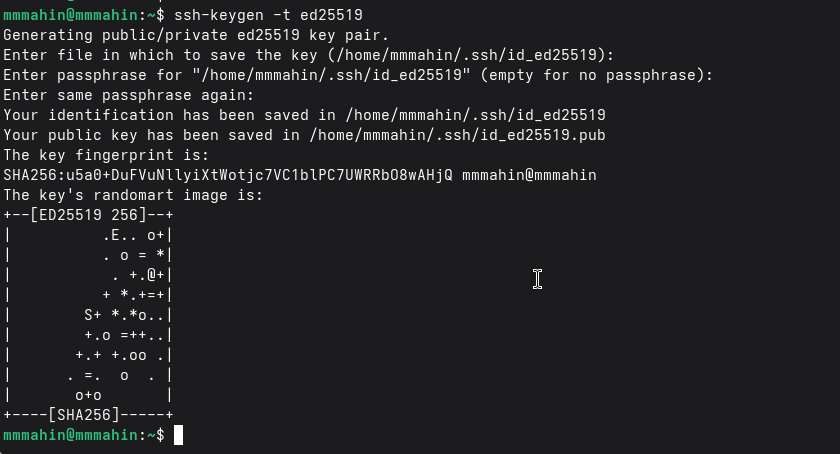 mmmahin@mmmahin:~$ ssh-keygen -t ed25519
Generating public/private ed25519 key pair.
Enter file in which to save the key (/home/mmmahin/.ssh/id_ed25519):
Enter passphrase for "/home/mmmahin/.ssh/id_ed25519" (empty for no passphrase):
Enter same passphrase again:
Your identification has been saved in /home/mmmahin/.ssh/id_ed25519
Your public key has been saved in /home/mmmahin/.ssh/id_ed25519.pub
The key fingerprint is:
SHA256:u5a0+DuFVuNllyiXtWotjc7VC1blPC7UWRRbO8wAHjQ mmmahin@mmmahin
The key's randomart image is:
+--[ED25519 256]--+
|           .E.. o+|
|           . o = *|
|            . +.@+|
|           + *.+=+|
|         S+ *.*o..|
|         +.o =++..|
|        +.+ +.oo .|
|       . =.  o  . |
|        o+o       |
+----[SHA256]-----+
mmmahin@mmmahin:~$